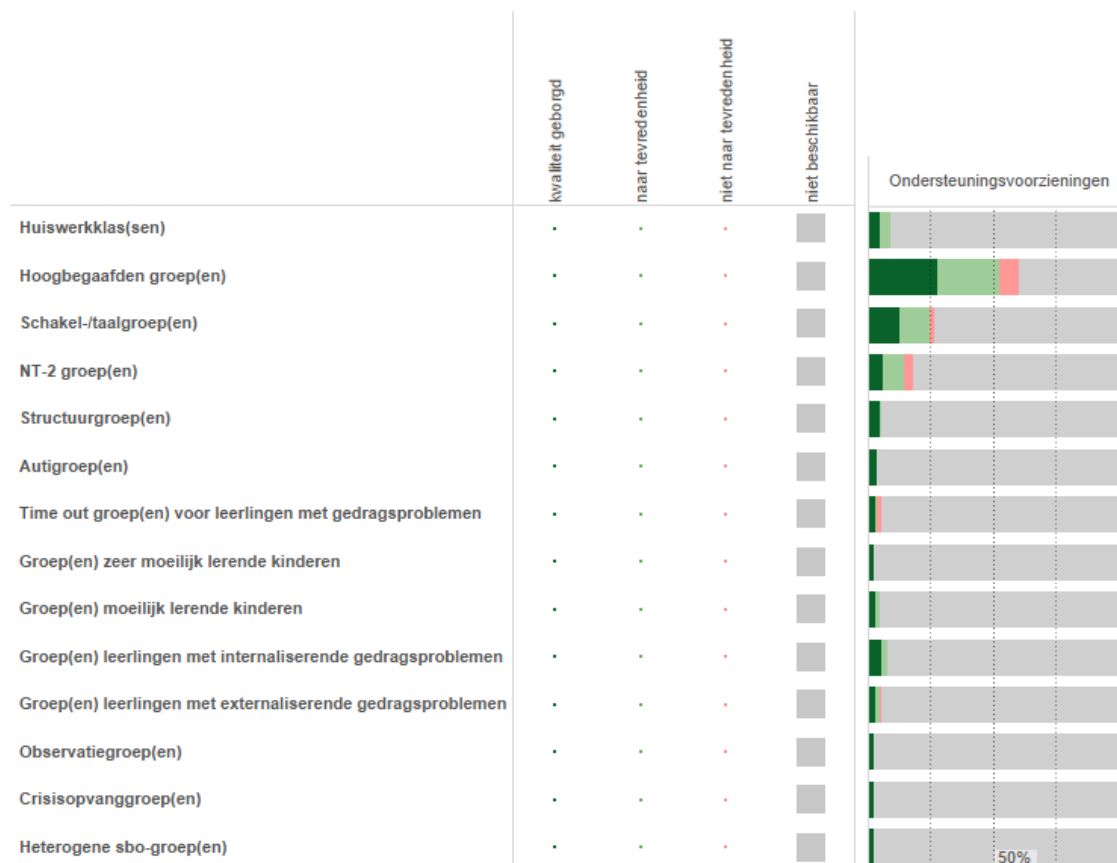 kwaliteit geborgd
naar tevredenheid
niet naar tevredenheid
niet beschikbaar
Ondersteuningsvoorzieningen
Huiswerkklas(sen)
Hoogbegaafden groep(en)
Schakel-/taalgroep(en)
NT-2 groep(en)
Structuurgroep(en)
Autigroep(en)
Time out groep(en) voor leerlingen met gedragsproblemen
Groep(en) zeer moeilijk lerende kinderen
Groep(en) moeilijk lerende kinderen
Groep(en) leerlingen met internaliserende gedragsproblemen
Groep(en) leerlingen met externaliserende gedragsproblemen
Observatiegroep(en)
Crisisopvanggroep(en)
Heterogene sbo-groep(en)
50%